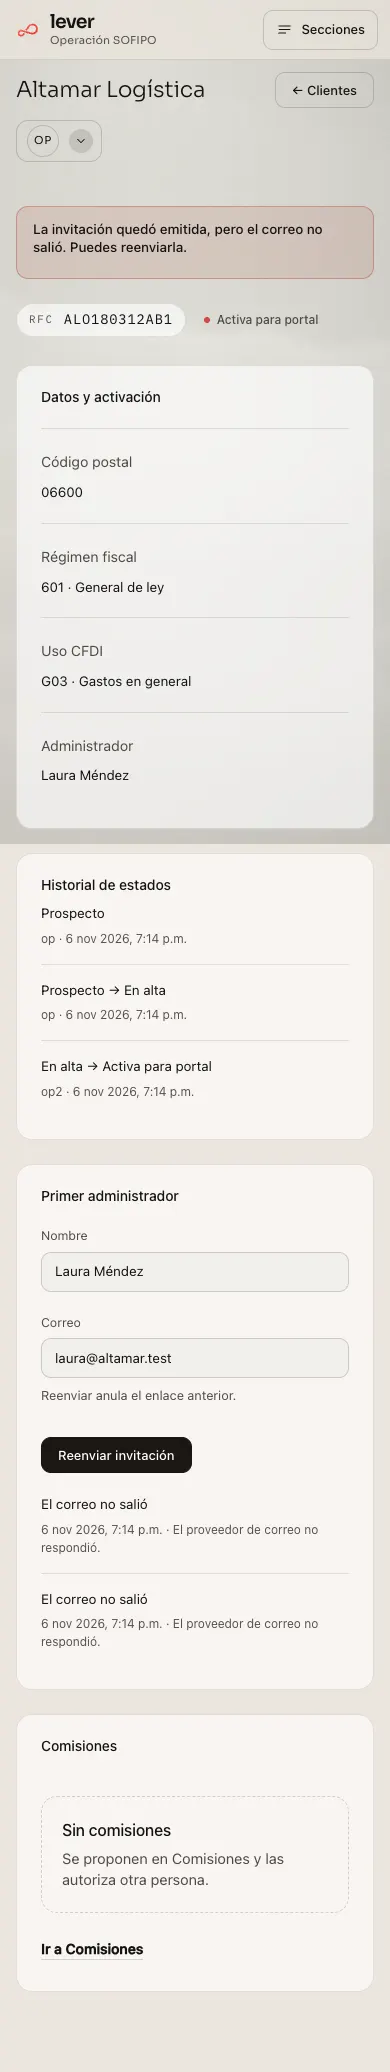 lever
Operación SOFIPO
Secciones
Altamar Logística
← Clientes
OP
La invitación quedó emitida, pero el correo no
salió. Puedes reenviarla.
RFC ALO180312AB1
Activa para portal
Datos y activación
Código postal
06600
Régimen fiscal
601 · General de ley
Uso CFDI
G03 · Gastos en general
Administrador
Laura Méndez
Historial de estados
Prospecto
op · 6 nov 2026, 7:14 p.m.
Prospecto → En alta
op · 6 nov 2026, 7:14 p.m.
En alta → Activa para portal
op2 · 6 nov 2026, 7:14 p.m.
Primer administrador
Nombre
Laura Méndez
Correo
laura@altamar.test
Reenviar anula el enlace anterior.
Reenviar invitación
El correo no salió
6 nov 2026, 7:14 p.m. · El proveedor de correo no
respondió.
El correo no salió
6 nov 2026, 7:14 p.m. · El proveedor de correo no
respondió.
Comisiones
Sin comisiones
Se proponen en Comisiones y las
autoriza otra persona.
Ir a Comisiones